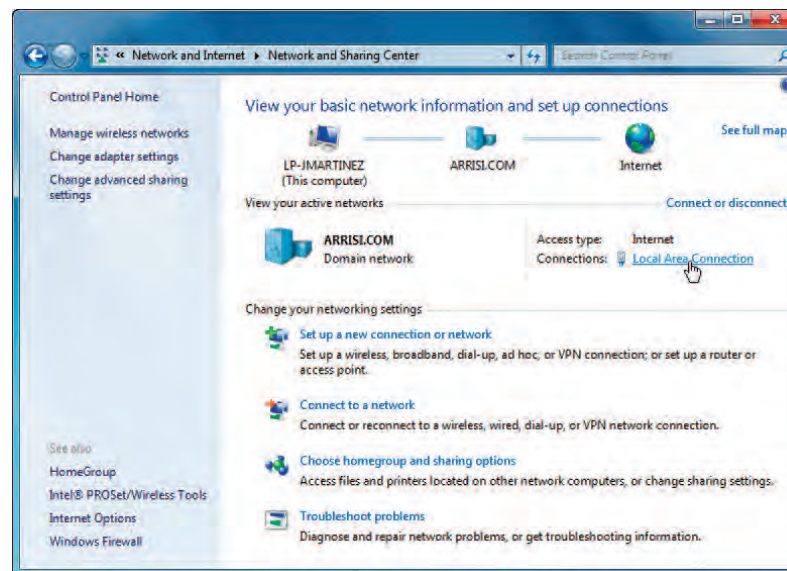 « Network and Internet ▸ Network and Sharing Center
Search Control Panel
Control Panel Home
Manage wireless networks
Change adapter settings
Change advanced sharing
settings
See also
HomeGroup
Intel® PROSet/Wireless Tools
Internet Options
Windows Firewall
View your basic network information and set up connections
See full map
LP-JMARTINEZ
(This computer)
ARRISI.COM
Internet
View your active networks
Connect or disconnect
ARRISI.COM
Domain network
Access type: Internet
Connections: Local Area Connection
Change your networking settings
Set up a new connection or network
Set up a wireless, broadband, dial-up, ad hoc, or VPN connection; or set up a router or
access point.
Connect to a network
Connect or reconnect to a wireless, wired, dial-up, or VPN network connection.
Choose homegroup and sharing options
Access files and printers located on other network computers, or change sharing settings.
Troubleshoot problems
Diagnose and repair network problems, or get troubleshooting information.